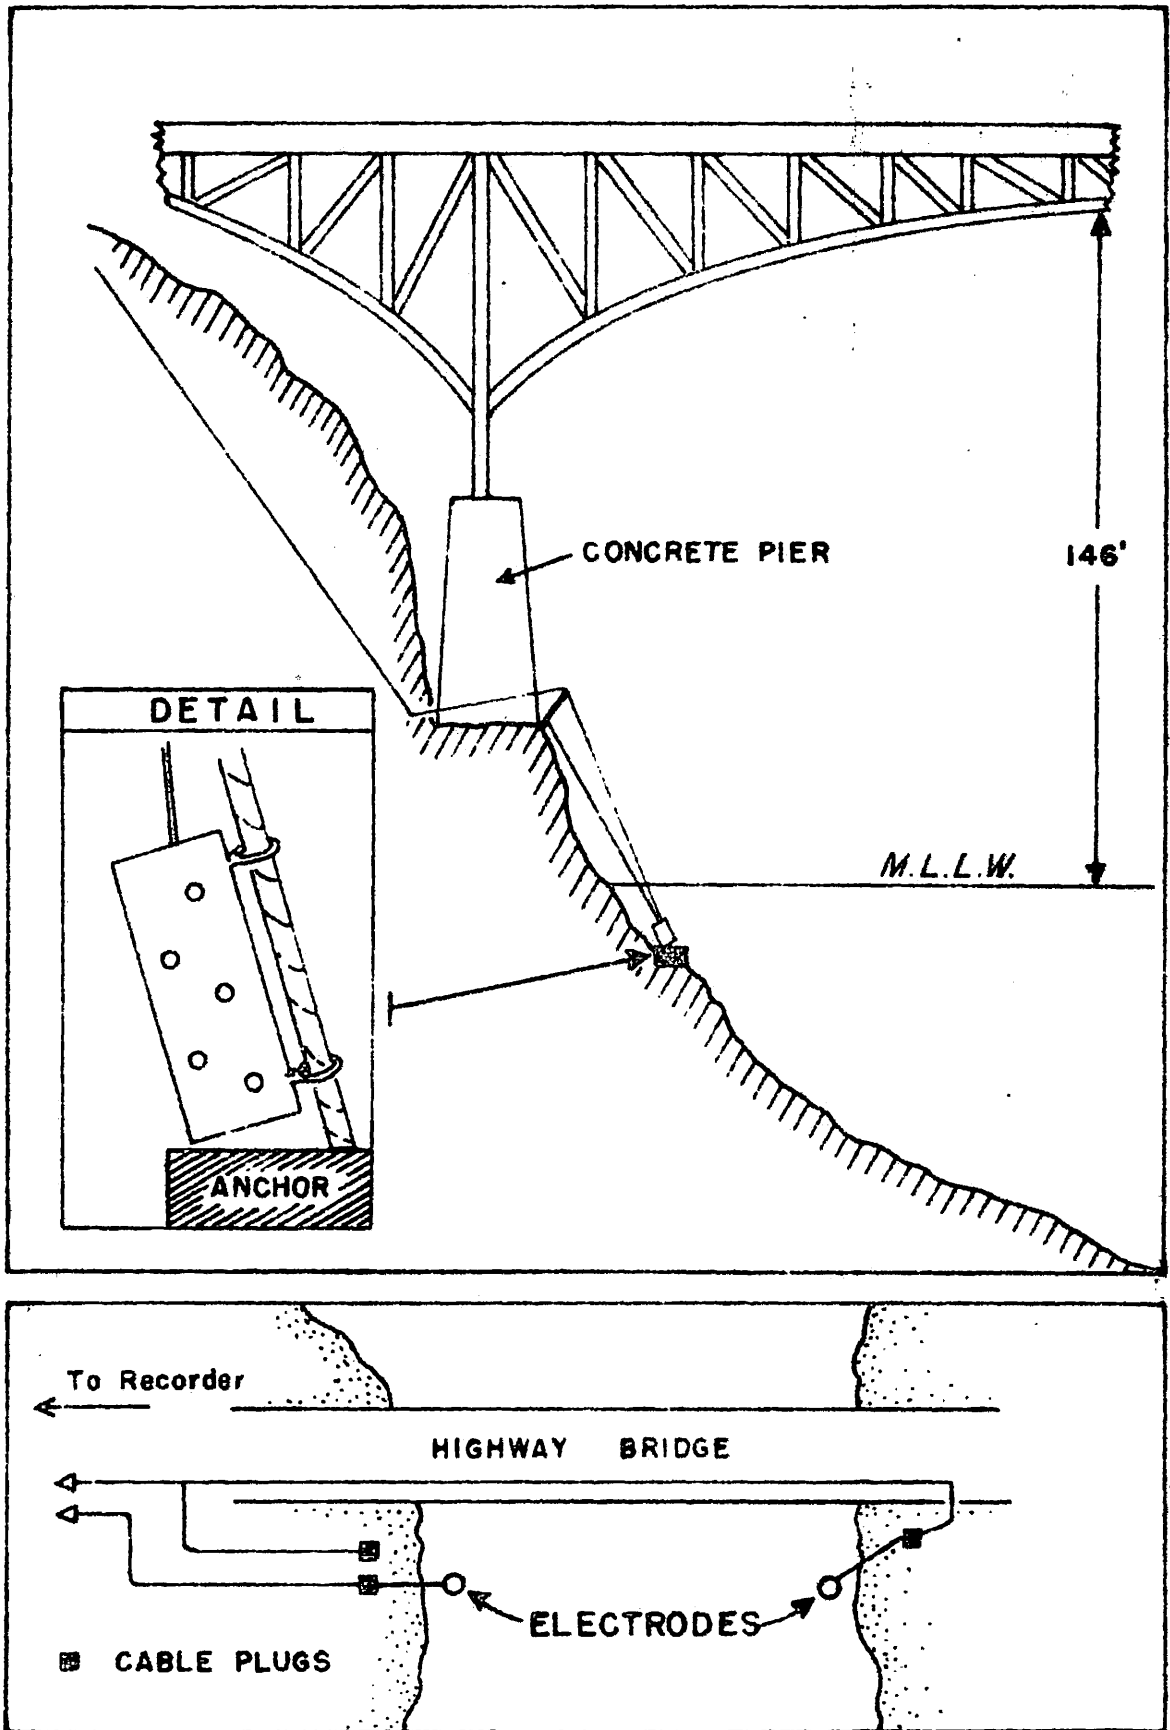 CONCRETE PIER
146'
DETAIL
M.L.L.W.
ANCHOR
To Recorder
HIGHWAY BRIDGE
ELECTRODES
CABLE PLUGS